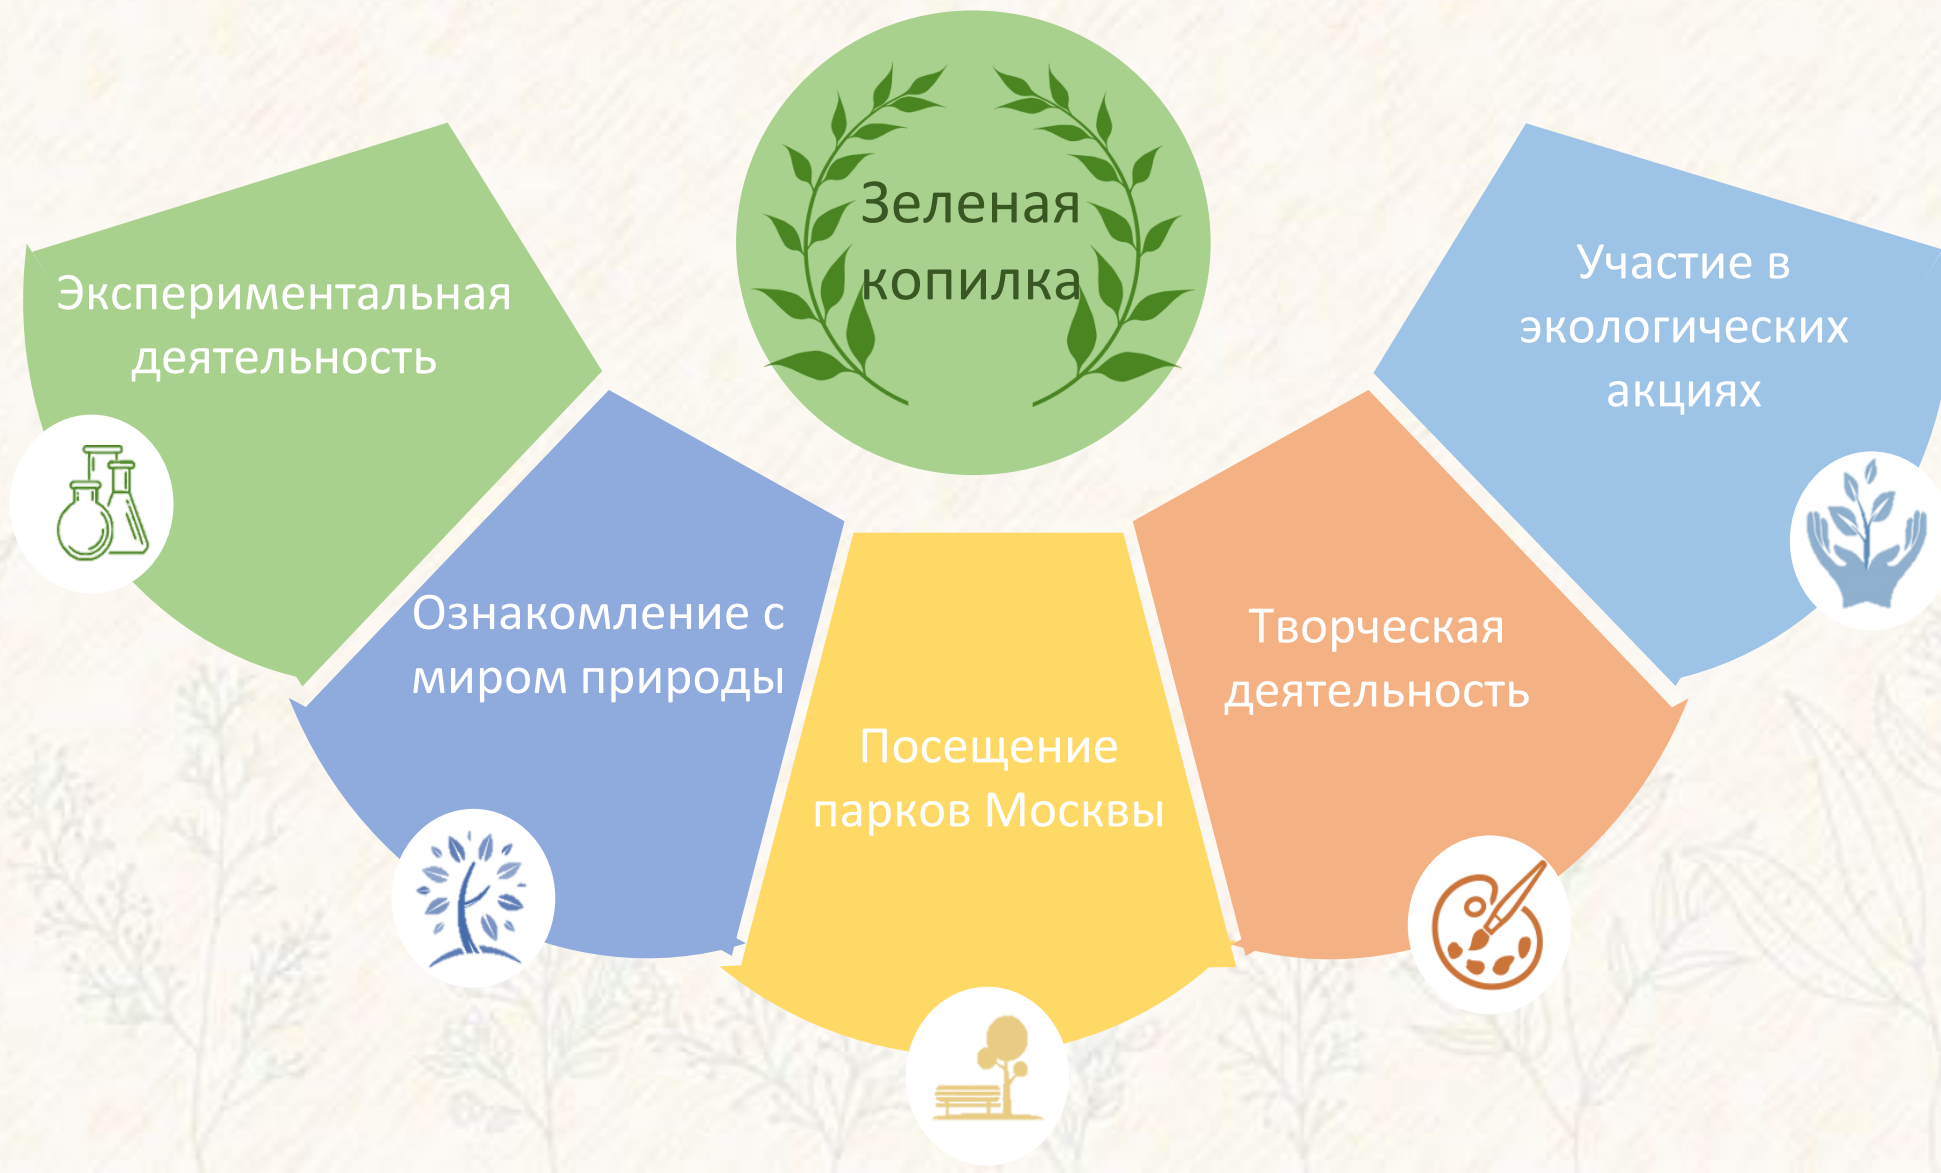 Зеленая
копилка
Экспериментальная
деятельность
Ознакомление с
миром природы
Посещение
парков Москвы
Творческая
деятельность
Участие в
экологических
акциях